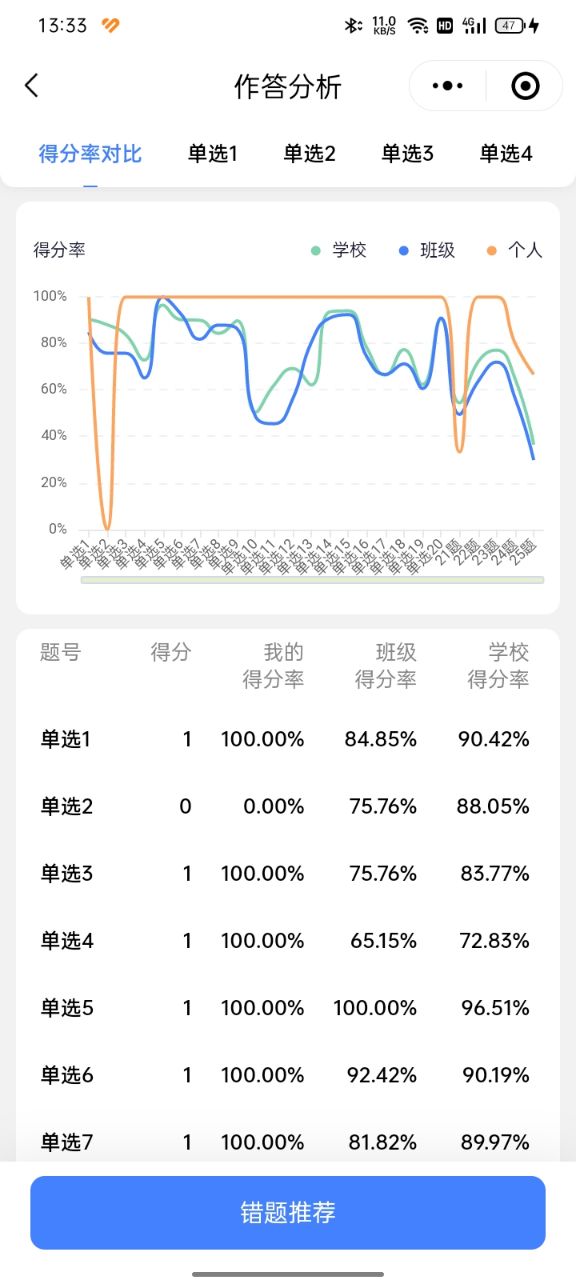 13:33 11.0 KB/S HD 4G 47
作答分析
得分率对比 单选1 单选2 单选3 单选4
得分率 学校 班级 个人
100%
80%
60%
40%
20%
0%
单选1 单选2 单选3 单选4 单选5 单选6 单选7 单选8 单选9 单选10 单选11 单选12 单选13 单选14 单选15 单选16 单选17 单选18 单选19 单选20 21题 22题 23题 24题 25题
题号 得分 我的 班级 学校
得分率 得分率 得分率
单选1 1 100.00% 84.85% 90.42%
单选2 0 0.00% 75.76% 88.05%
单选3 1 100.00% 75.76% 83.77%
单选4 1 100.00% 65.15% 72.83%
单选5 1 100.00% 100.00% 96.51%
单选6 1 100.00% 92.42% 90.19%
单选7 1 100.00% 81.82% 89.97%
错题推荐